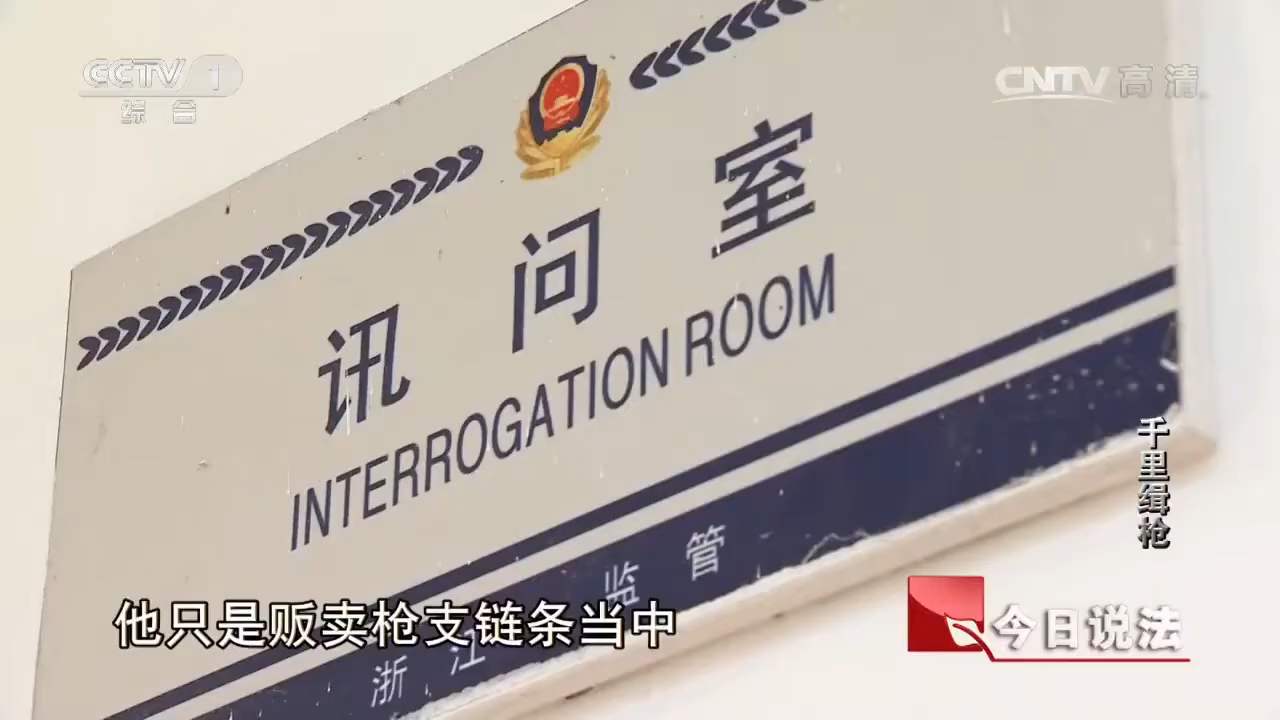 CCTV 1
综合
CNTV 高清
讯问室
INTERROGATION ROOM
浙江 监管
千里缉枪
他只是贩卖枪支链条当中
今日说法